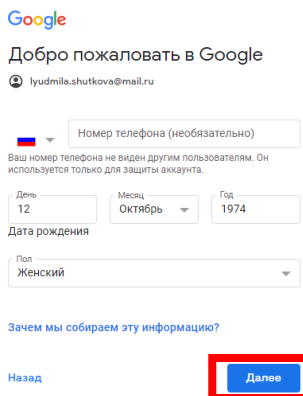 Google
Добро пожаловать в Google
lyudmila.shutkova@mail.ru
Номер телефона (необязательно)
Ваш номер телефона не виден другим пользователям. Он
используется только для защиты аккаунта.
День Месяц Год
12 Октябрь 1974
Дата рождения
Пол
Женский
Зачем мы собираем эту информацию?
Назад Далее